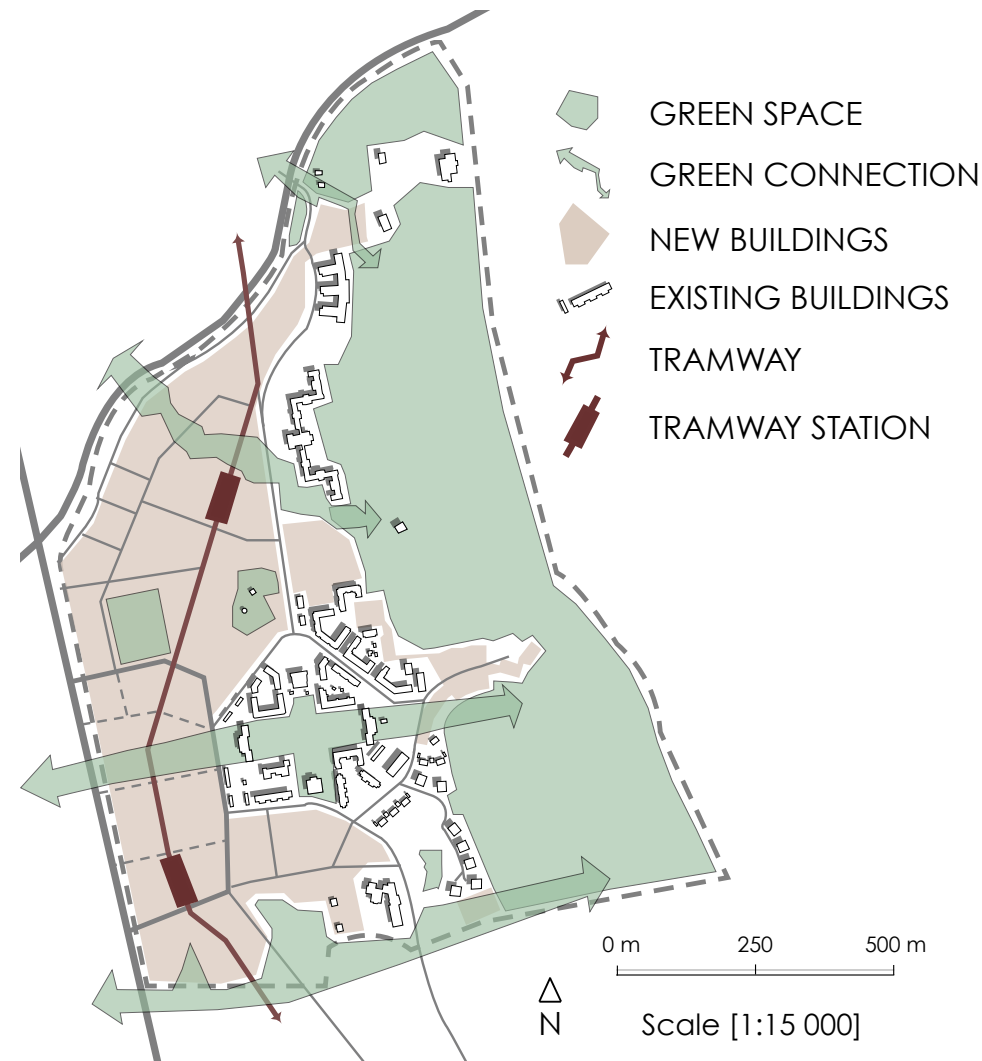 GREEN SPACE
GREEN CONNECTION
NEW BUILDINGS
EXISTING BUILDINGS
TRAMWAY
TRAMWAY STATION
0 m 250 500 m
N
Scale [1:15 000]